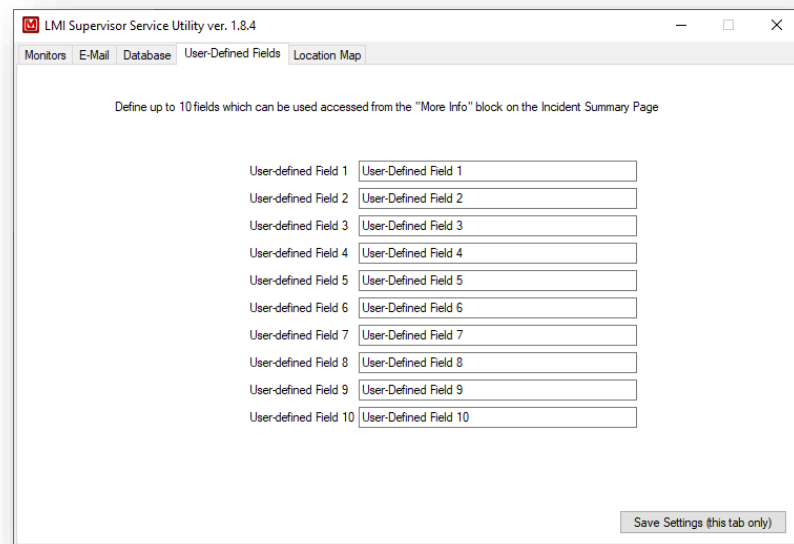 LMI Supervisor Service Utility ver. 1.8.4
Monitors E-Mail Database User-Defined Fields Location Map
Define up to 10 fields which can be used accessed from the "More Info" block on the Incident Summary Page
User-defined Field 1 User-Defined Field 1
User-defined Field 2 User-Defined Field 2
User-defined Field 3 User-Defined Field 3
User-defined Field 4 User-Defined Field 4
User-defined Field 5 User-Defined Field 5
User-defined Field 6 User-Defined Field 6
User-defined Field 7 User-Defined Field 7
User-defined Field 8 User-Defined Field 8
User-defined Field 9 User-Defined Field 9
User-defined Field 10 User-Defined Field 10
Save Settings (this tab only)